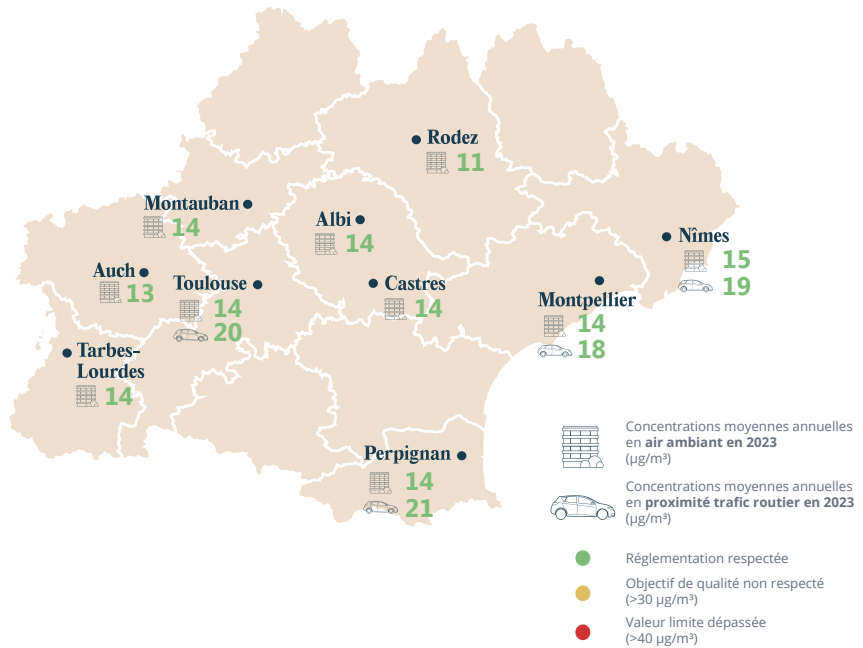 Rodez
11
Montauban
14
Albi
14
Nîmes
15
19
Auch
13
Toulouse
14
20
Castres
14
Montpellier
14
18
Tarbes-
Lourdes
14
Perpignan
14
21
Concentrations moyennes annuelles
en air ambiant en 2023
(µg/m³)
Concentrations moyennes annuelles
en proximité trafic routier en 2023
(µg/m³)
Réglementation respectée
Objectif de qualité non respecté
(>30 µg/m³)
Valeur limite dépassée
(>40 µg/m³)